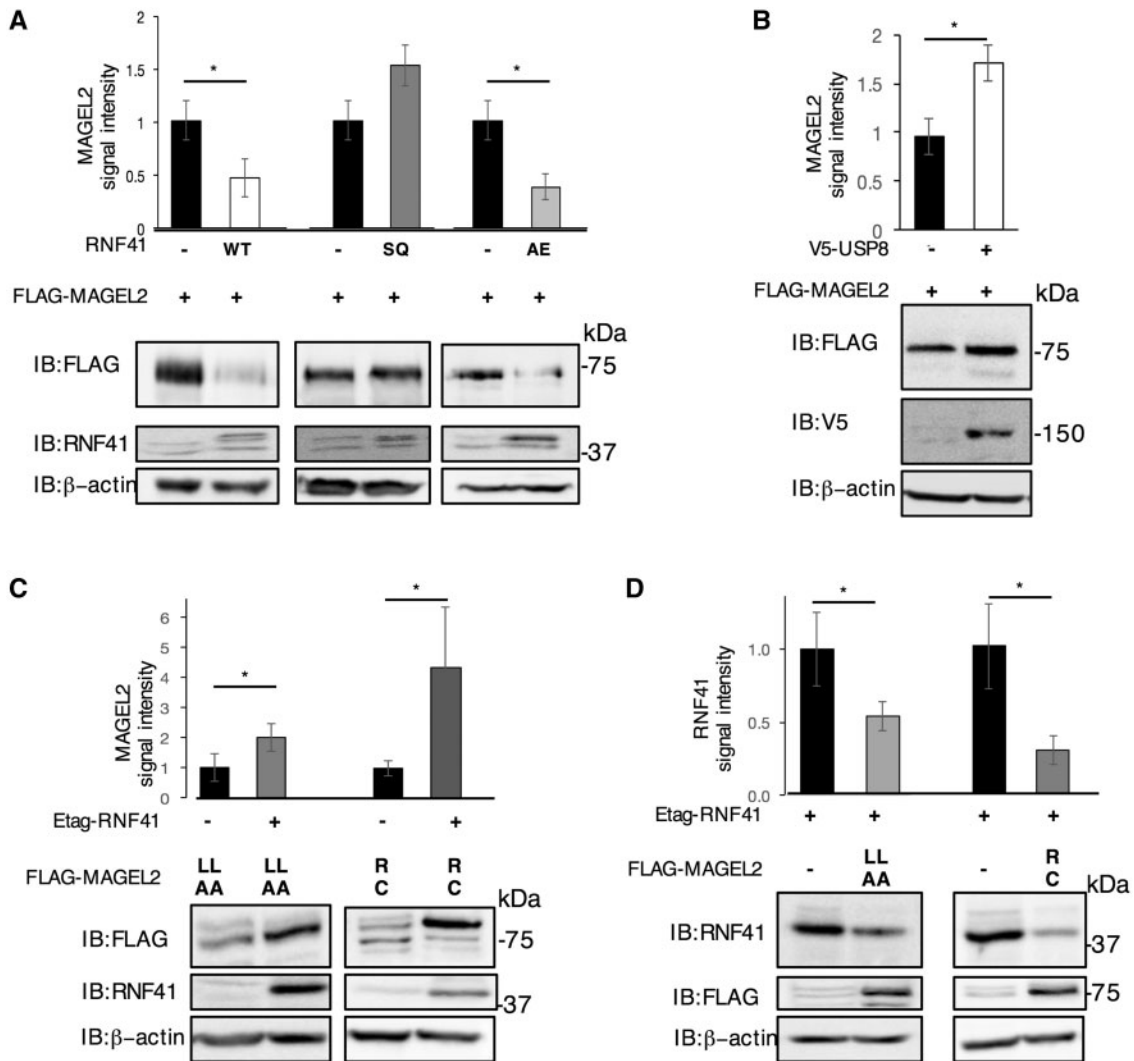 A
2
1.5
1
0.5
0
MAGEL2
signal intensity
* *
RNF41 - WT - SQ - AE
FLAG-MAGEL2 + + + + + +
kDa
IB:FLAG -75
IB:RNF41 -37
IB:β-actin
B
2
1.5
1
0.5
0
MAGEL2
signal intensity
*
V5-USP8 - +
FLAG-MAGEL2 + + kDa
IB:FLAG -75
IB:V5 -150
IB:β-actin
C
6
5
4
3
2
1
0
MAGEL2
signal intensity
* *
Etag-RNF41 - + - +
FLAG-MAGEL2 LL LL R R
AA AA C C
kDa
IB:FLAG -75
IB:RNF41 -37
IB:β-actin
D
1.0
0.5
0.0
RNF41
signal intensity
* *
Etag-RNF41 + + + +
FLAG-MAGEL2 - LL - R
AA C
kDa
IB:RNF41 -37
IB:FLAG -75
IB:β-actin